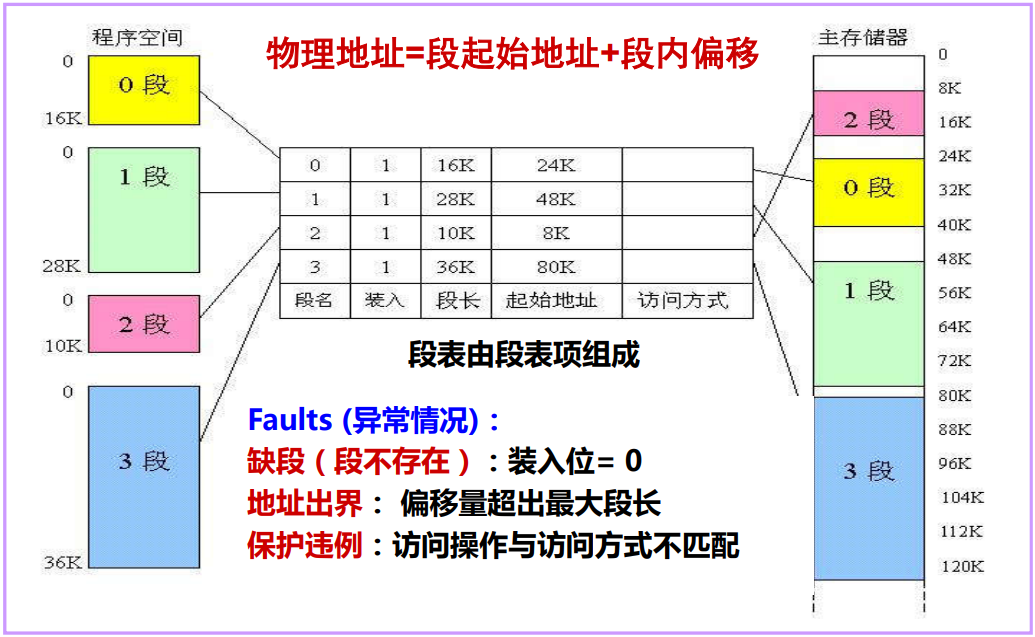 程序空间
物理地址=段起始地址+段内偏移
主存储器
0
0 段
16K
0
1 段
28K
0
2 段
10K
0
3 段
36K
0 1 16K 24K
1 1 28K 48K
2 1 10K 8K
3 1 36K 80K
段名 装入 段长 起始地址 访问方式
段表由段表项组成
Faults (异常情况)：
缺段（段不存在）：装入位= 0
地址出界： 偏移量超出最大段长
保护违例：访问操作与访问方式不匹配
2 段
0 段
1 段
3 段
0
8K
16K
24K
32K
40K
48K
56K
64K
72K
80K
88K
96K
104K
112K
120K